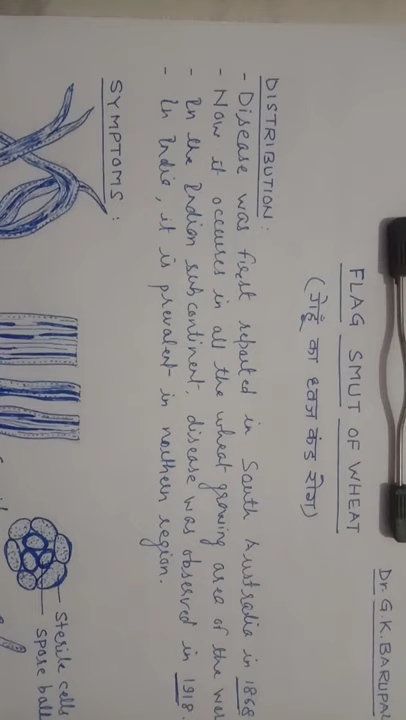 Dr. G.K. BARUPAL
FLAG SMUT OF WHEAT
(गेहूँ का ध्वज कंड रोग)
DISTRIBUTION:
- Disease was first reported in South Australia in 1868
- Now it occures in all the wheat growing area of the
- In the Indian subcontinent, disease was observed in 1918.
- In India, it is prevalent in northern region.
SYMPTOMS:
Sterile cells
Spore ball